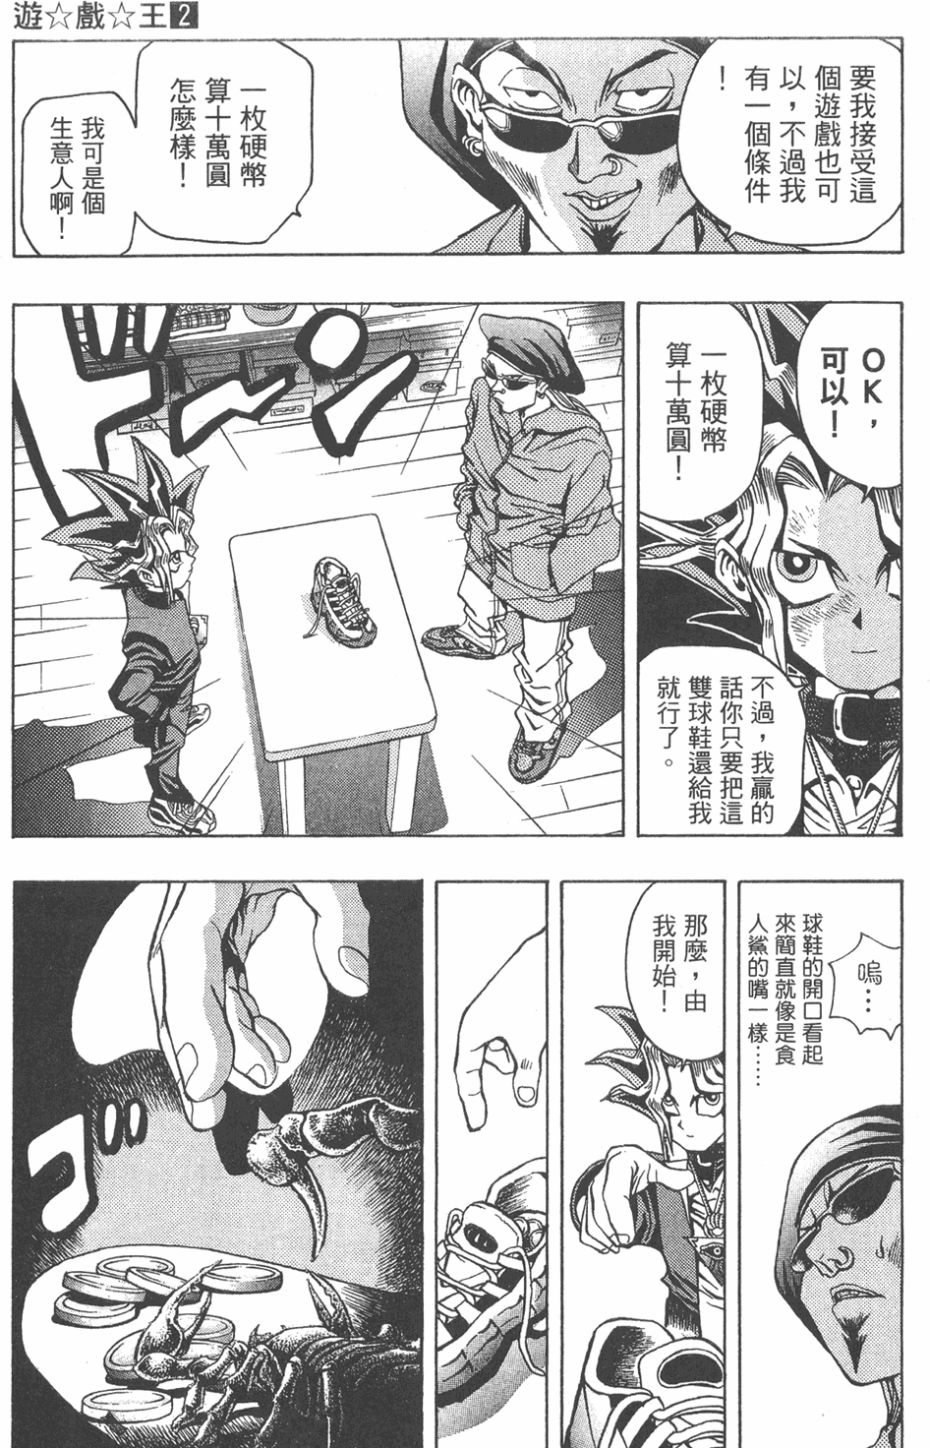 遊☆戲☆王2
要我接受這
個遊戲也可
以，不過我
有一個條件
！
一枚硬幣
算十萬圓
怎麼樣！
我可是個
生意人啊！
OK，
可以！
一枚硬幣
算十萬圓！
不過，我贏的
話你只要把這
雙球鞋還給我
就行了。
ドーン
嗚…
球鞋的開口看起
來簡直就像是食
人鯊的嘴一樣……
那麼，由
我開始！
ゴ